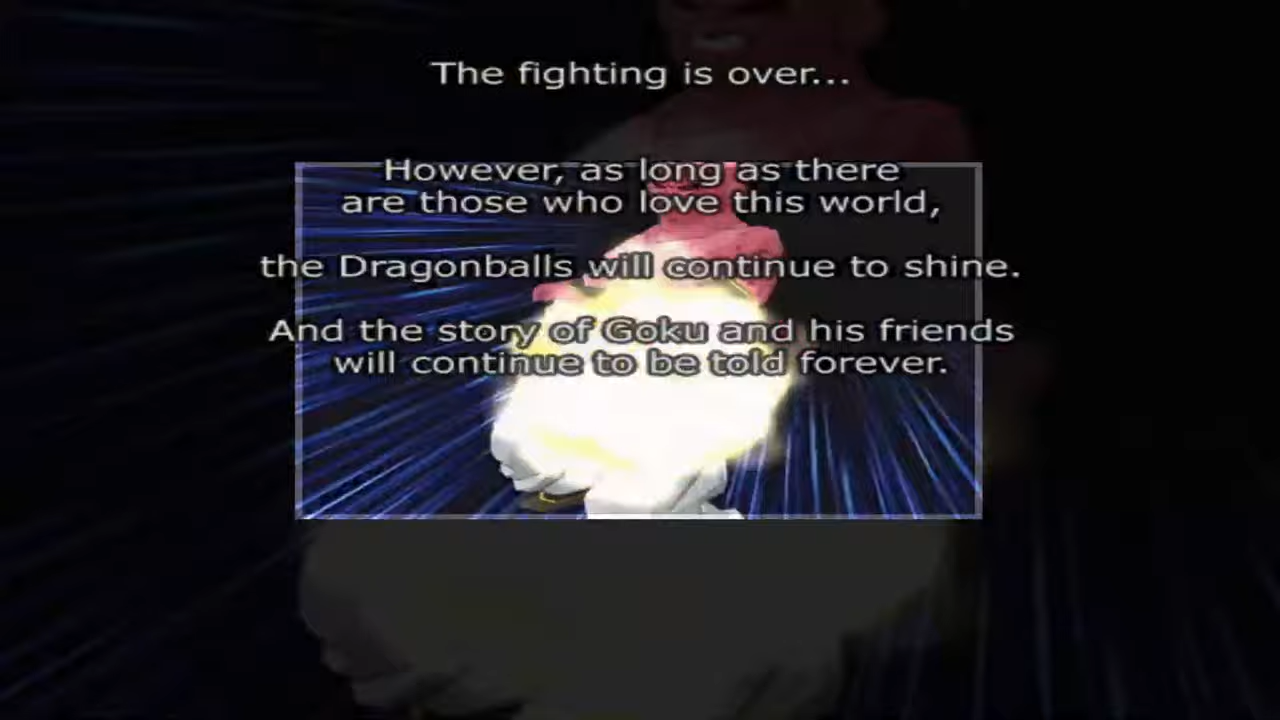 The fighting is over...
However, as long as there
are those who love this world,
the Dragonballs will continue to shine.
And the story of Goku and his friends
will continue to be told forever.